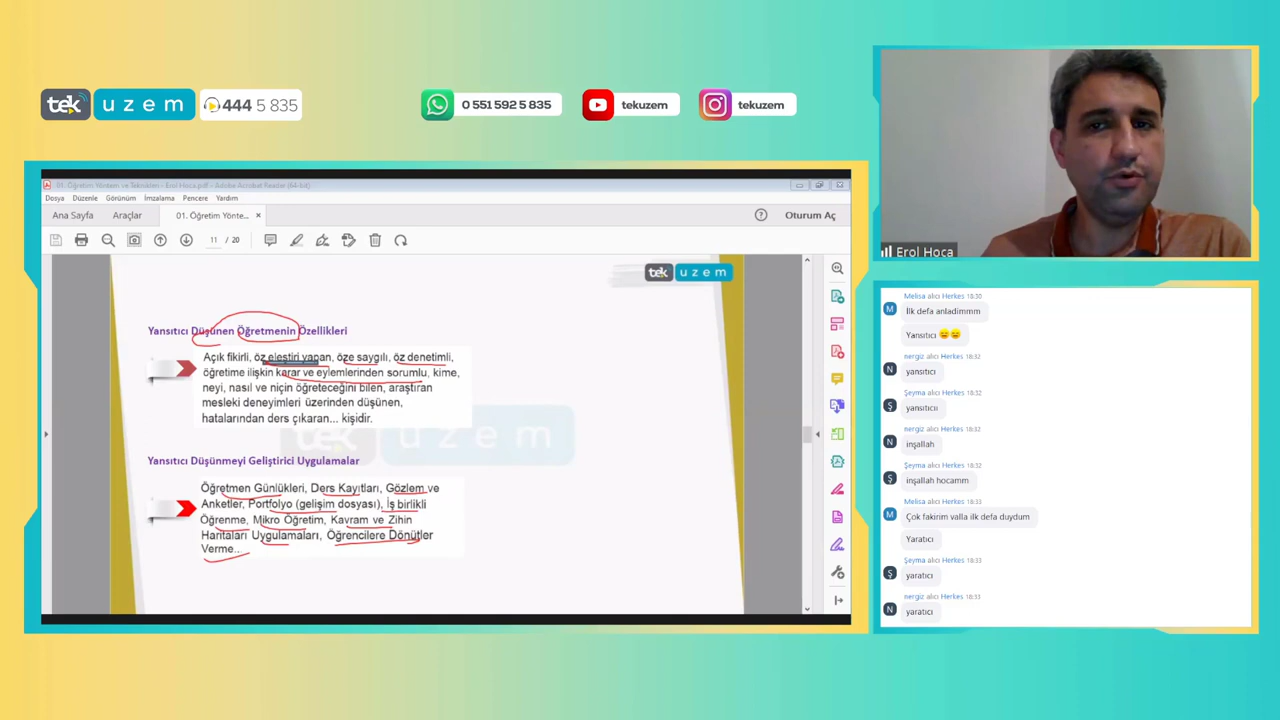 tek uzem 444 5 835
0 551 592 5 835
tekuzem
tekuzem
01. Öğretim Yöntem ve Teknikleri - Erol Hoca.pdf - Adobe Acrobat Reader (64-bit)
Dosya Düzenle Görünüm İmzalama Pencere Yardım
Ana Sayfa Araçlar 01. Öğretim Yönte... × Oturum Aç
11 / 20
tek uzem
Yansıtıcı Düşünen Öğretmenin Özellikleri
Açık fikirli, öz eleştiri yapan, öze saygılı, öz denetimli,
öğretime ilişkin karar ve eylemlerinden sorumlu, kime,
neyi, nasıl ve niçin öğreteceğini bilen, araştıran
mesleki deneyimleri üzerinden düşünen,
hatalarından ders çıkaran... kişidir.
tek uzem
Yansıtıcı Düşünmeyi Geliştirici Uygulamalar
Öğretmen Günlükleri, Ders Kayıtları, Gözlem ve
Anketler, Portfolyo (gelişim dosyası), İş birlikli
Öğrenme, Mikro Öğretim, Kavram ve Zihin
Haritaları Uygulamaları, Öğrencilere Dönütler
Verme...
Erol Hoca
Melisa alıcı Herkes 18:30
M İlk defa anladimmm
Yansıtıcı
nergiz alıcı Herkes 18:32
N yansıtıcı
Şeyma alıcı Herkes 18:32
Ş yansıtıcıı
nergiz alıcı Herkes 18:32
N inşallah
Şeyma alıcı Herkes 18:32
Ş inşallah hocamm
Melisa alıcı Herkes 18:33
M Çok fakirim valla ilk defa duydum
Yaratıcı
Şeyma alıcı Herkes 18:33
Ş yaratıcı
nergiz alıcı Herkes 18:33
N yaratıcı